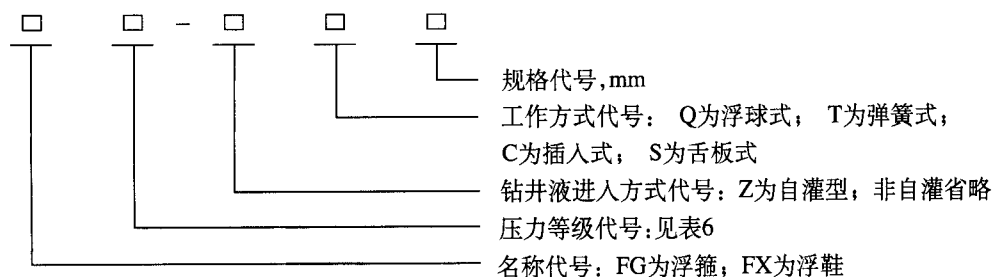 □ □ - □ □ □
规格代号,mm
工作方式代号： Q为浮球式； T为弹簧式；
C为插入式； S为舌板式
钻井液进入方式代号：Z为自灌型；非自灌省略
压力等级代号:见表6
名称代号：FG为浮箍；FX为浮鞋